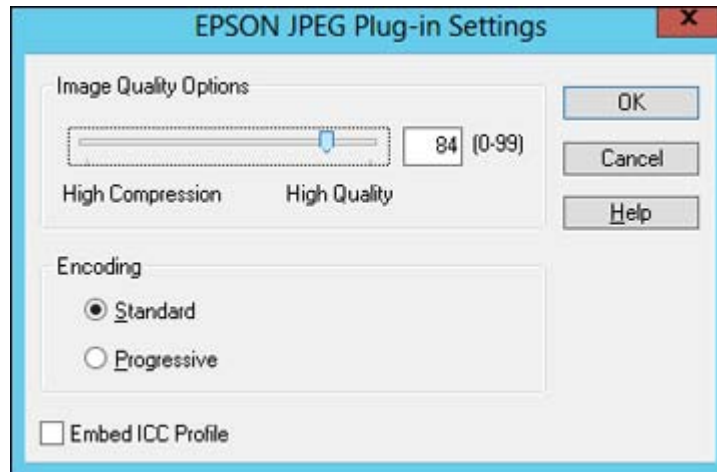 EPSON JPEG Plug-in Settings
Image Quality Options
84 (0-99)
High Compression High Quality
OK
Cancel
Help
Encoding
Standard
Progressive
Embed ICC Profile